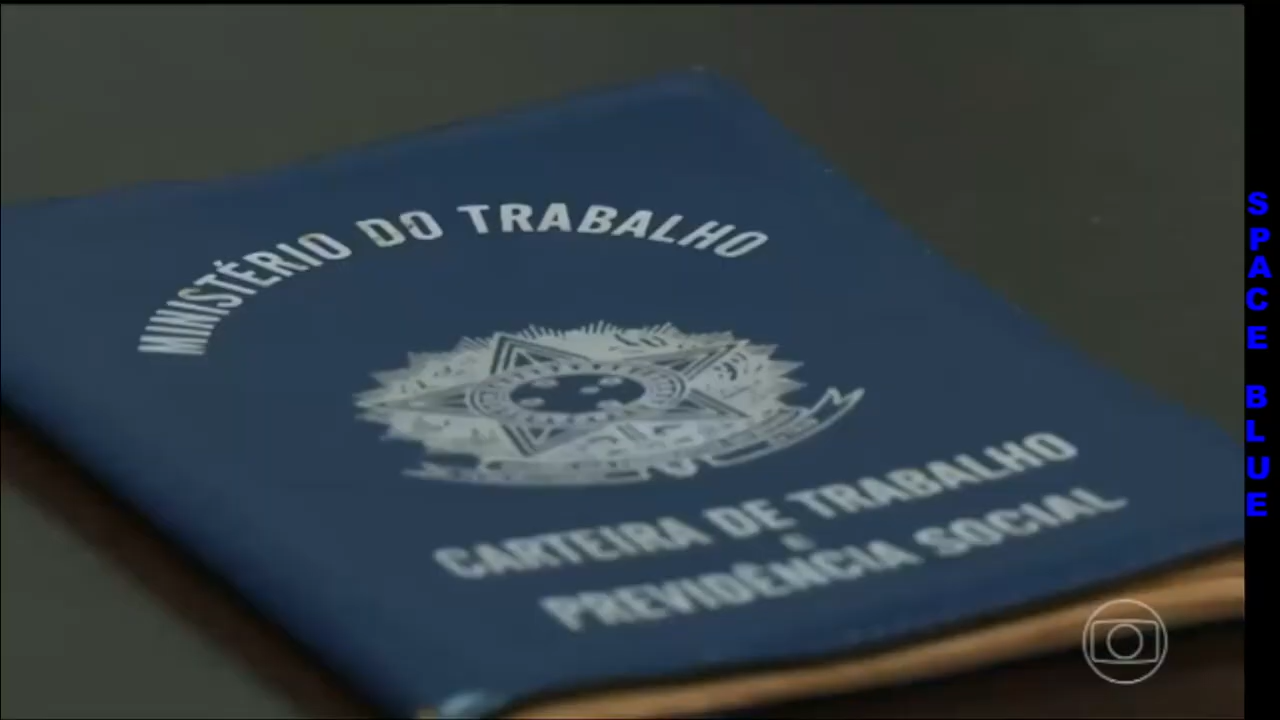 MINISTÉRIO DO TRABALHO
CARTEIRA DE TRABALHO
e
PREVIDÊNCIA SOCIAL
SPACE BLUE